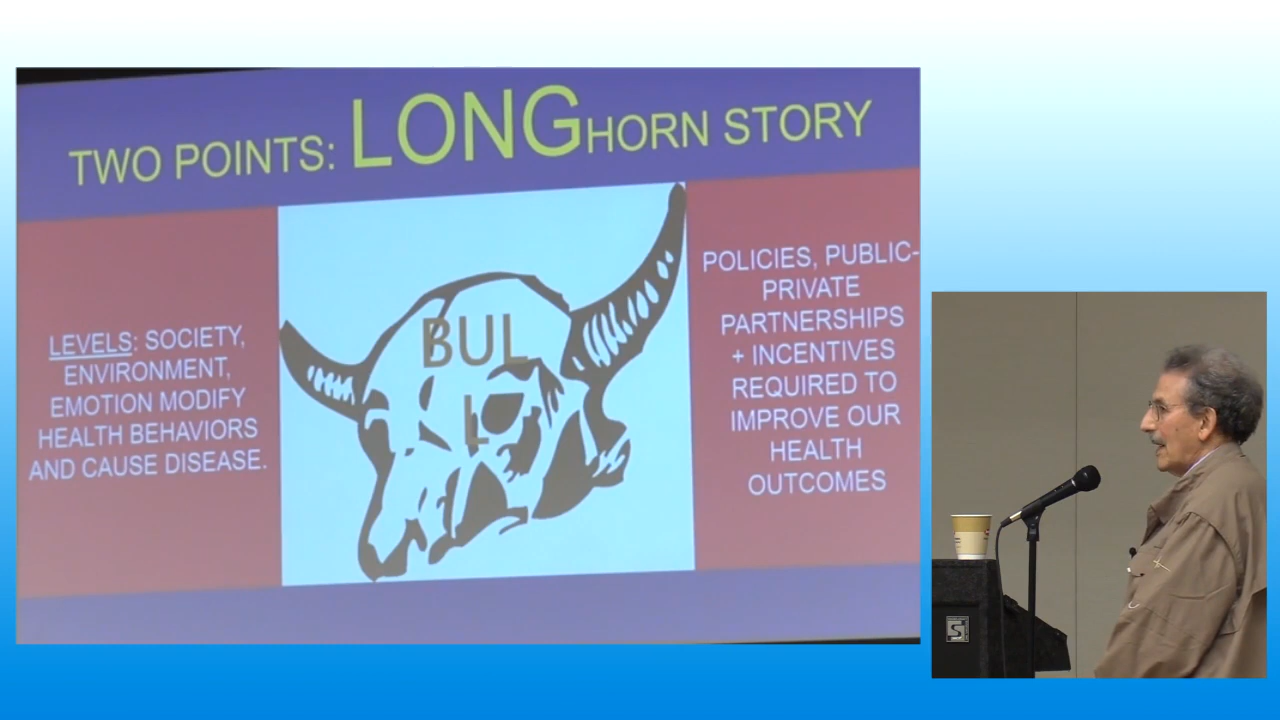 TWO POINTS: LONGHORN STORY
LEVELS: SOCIETY,
ENVIRONMENT,
EMOTION MODIFY
HEALTH BEHAVIORS
AND CAUSE DISEASE.
BUL
L
POLICIES, PUBLIC-
PRIVATE
PARTNERSHIPS
+ INCENTIVES
REQUIRED TO
IMPROVE OUR
HEALTH
OUTCOMES